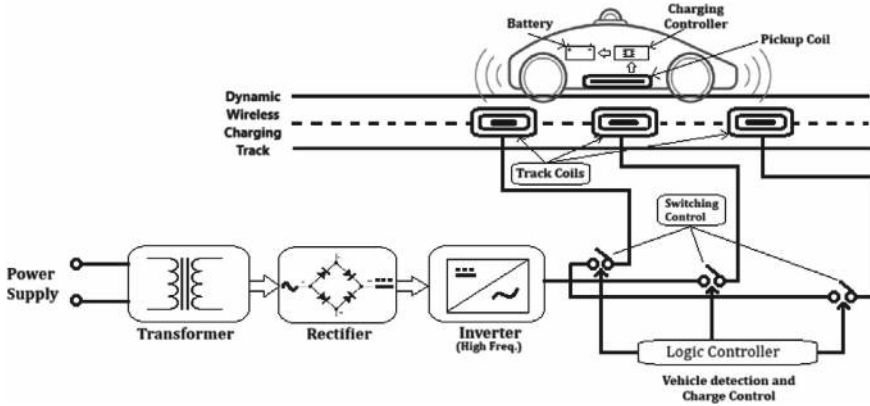 Battery
Charging
Controller
Pickup Coil
Dynamic
Wireless
Charging
Track
Track Coils
Switching
Control
Power
Supply
Transformer
Rectifier
Inverter
(High Freq.)
Logic Controller
Vehicle detection and
Charge Control